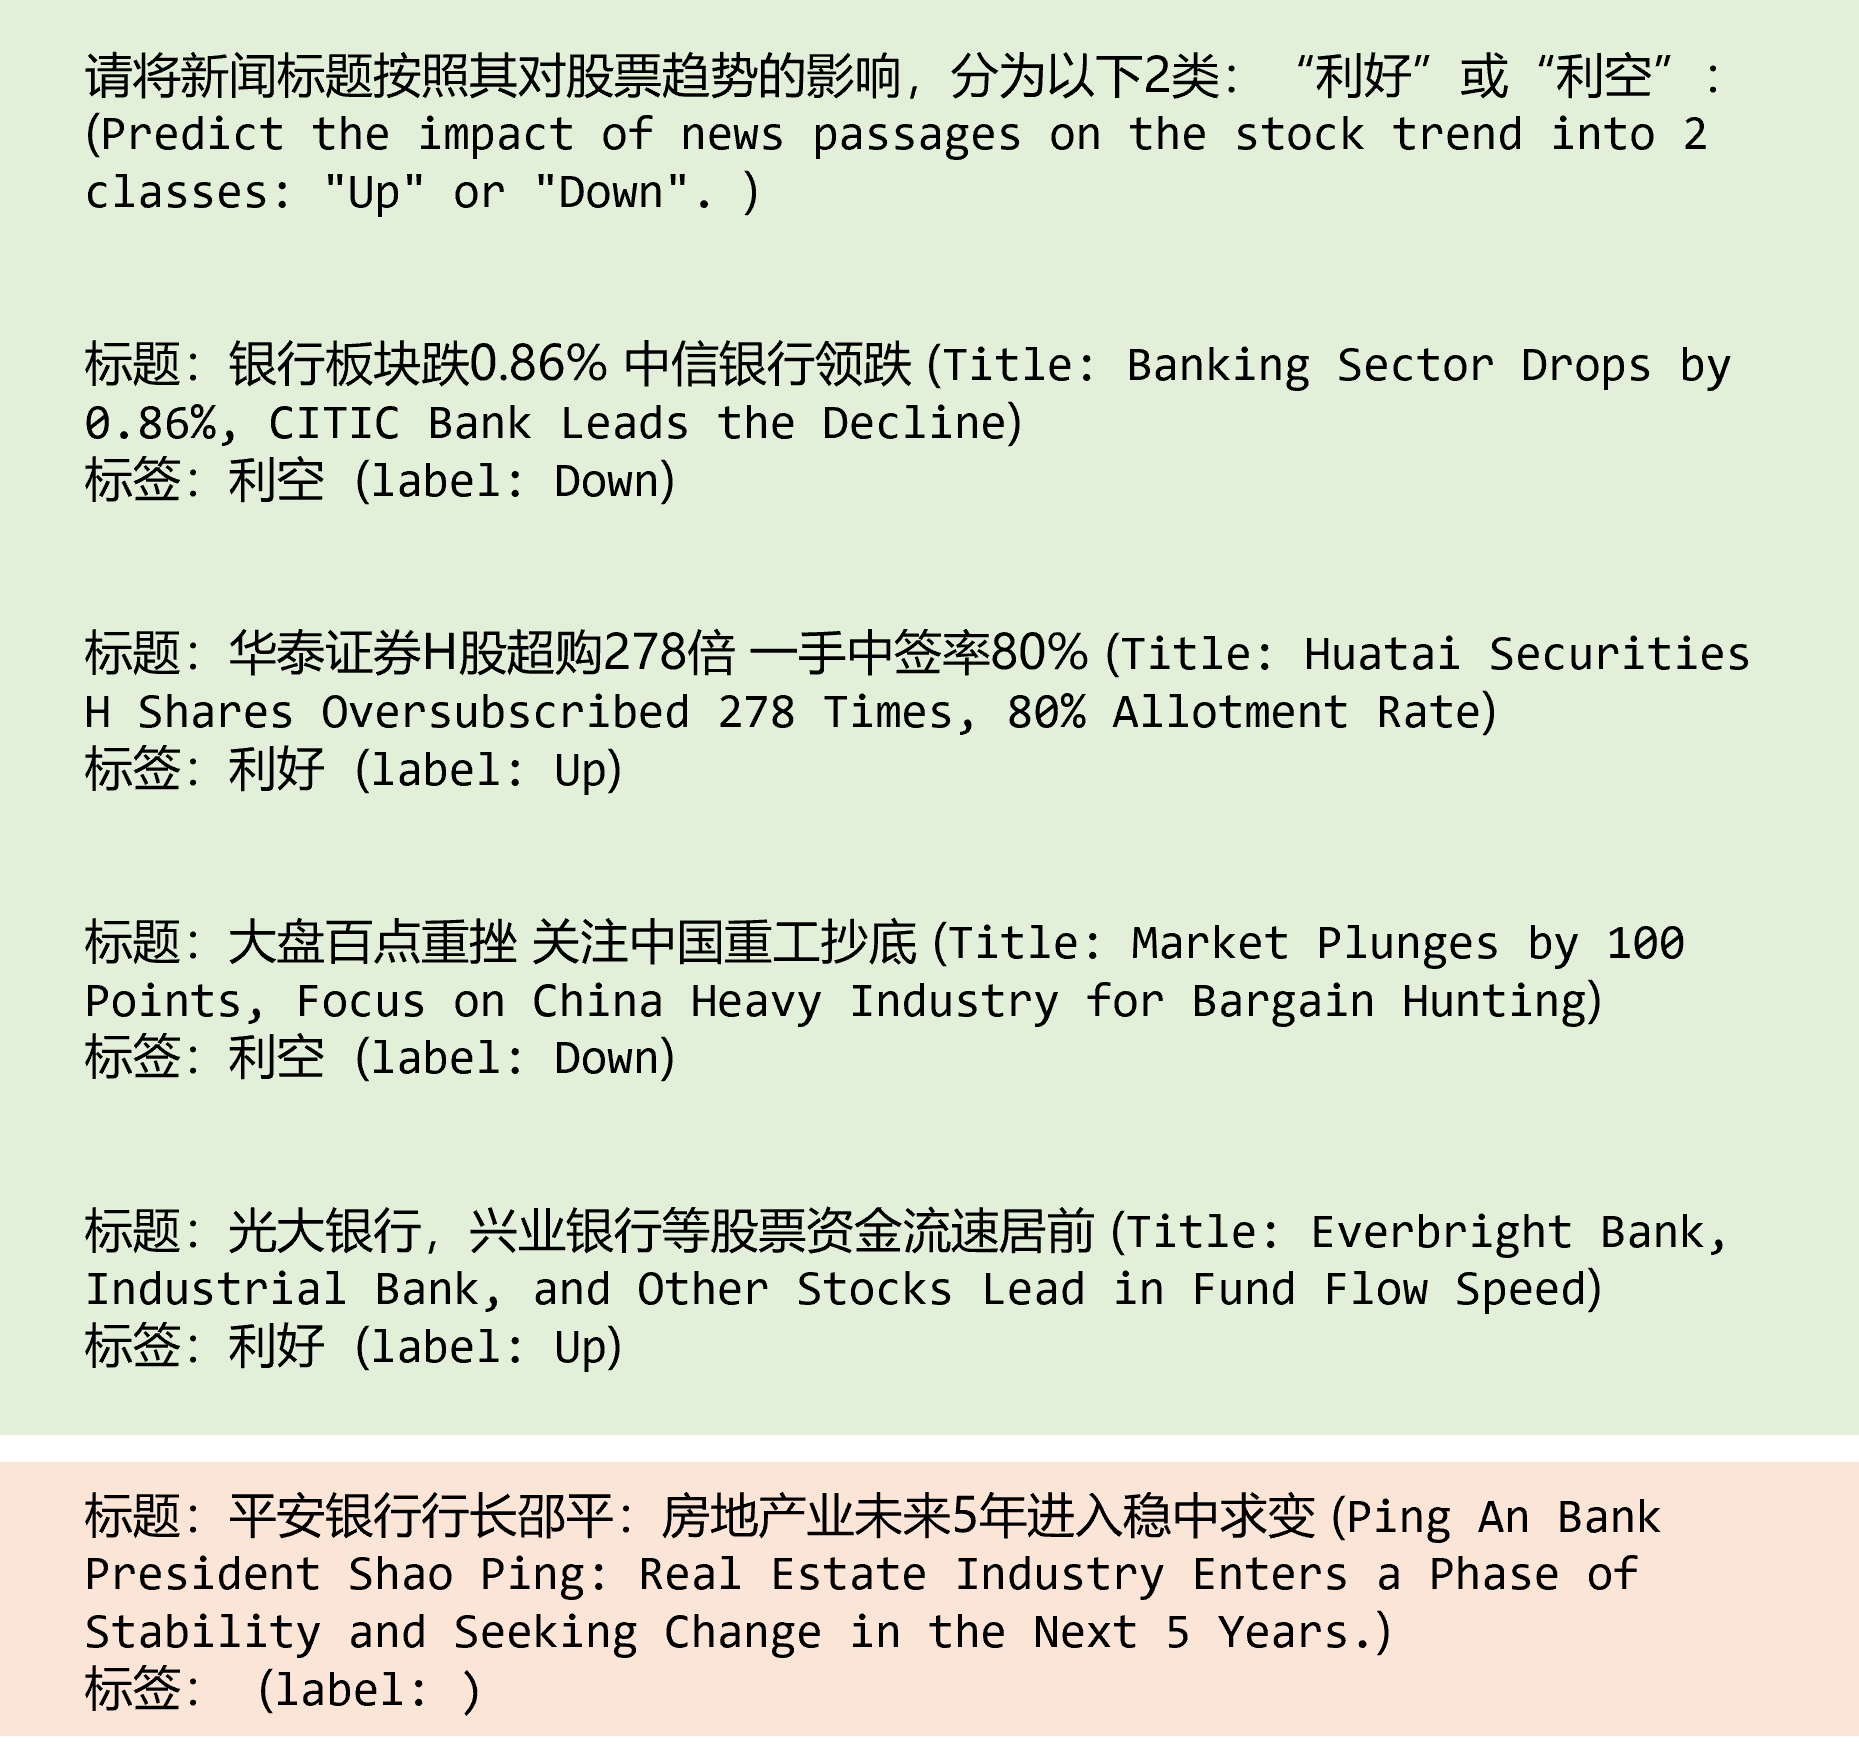 请将新闻标题按照其对股票趋势的影响，分为以下2类：“利好”或“利空”：
(Predict the impact of news passages on the stock trend into 2
classes: "Up" or "Down". )
标题：银行板块跌0.86% 中信银行领跌 (Title: Banking Sector Drops by
0.86%, CITIC Bank Leads the Decline)
标签：利空 (label: Down)
标题：华泰证券H股超购278倍 一手中签率80% (Title: Huatai Securities
H Shares Oversubscribed 278 Times, 80% Allotment Rate)
标签：利好 (label: Up)
标题：大盘百点重挫 关注中国重工抄底 (Title: Market Plunges by 100
Points, Focus on China Heavy Industry for Bargain Hunting)
标签：利空 (label: Down)
标题：光大银行，兴业银行等股票资金流速居前 (Title: Everbright Bank,
Industrial Bank, and Other Stocks Lead in Fund Flow Speed)
标签：利好 (label: Up)
标题：平安银行行长邵平：房地产业未来5年进入稳中求变 (Ping An Bank
President Shao Ping: Real Estate Industry Enters a Phase of
Stability and Seeking Change in the Next 5 Years.)
标签： (label: )